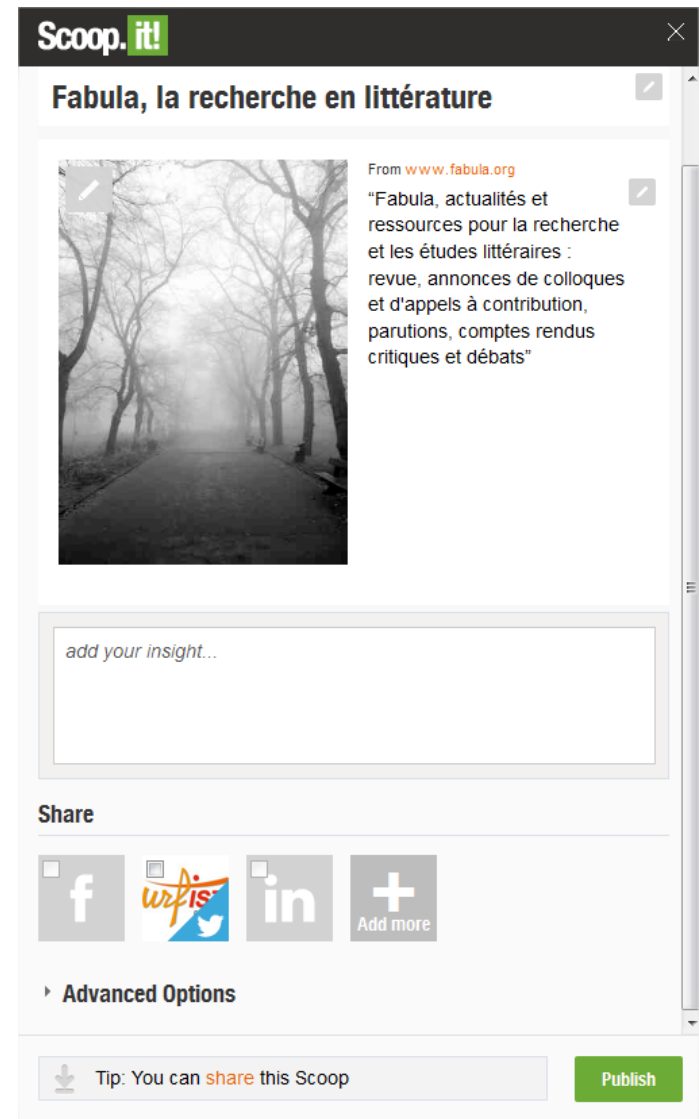 Scoop.it!
Fabula, la recherche en littérature
From www.fabula.org
“Fabula, actualités et
ressources pour la recherche
et les études littéraires :
revue, annonces de colloques
et d'appels à contribution,
parutions, comptes rendus
critiques et débats”
add your insight...
Share
f
urfist
in
+
Add more
Advanced Options
Tip: You can share this Scoop
Publish